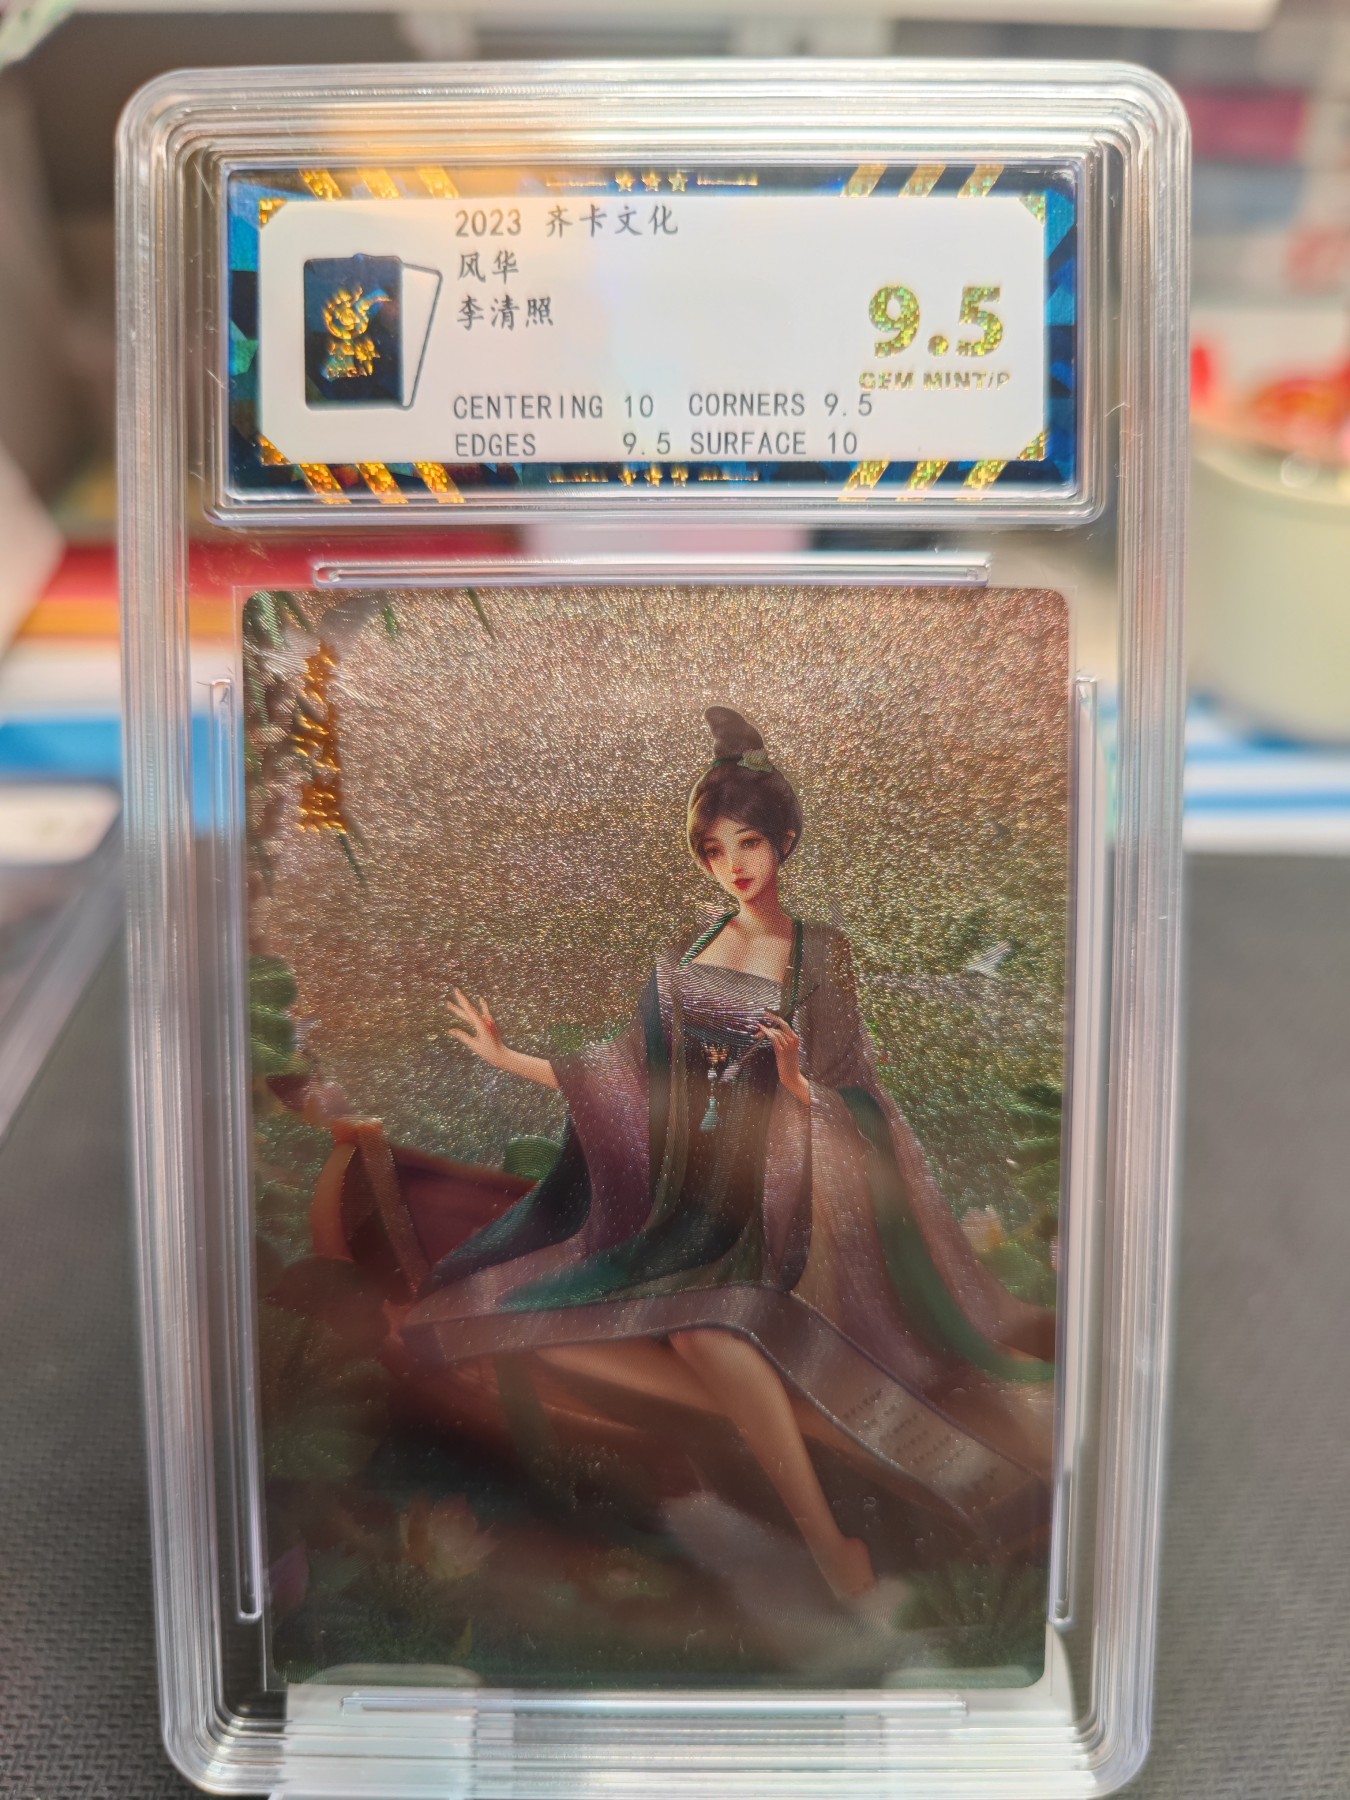 2023 齐卡文化
风华
李清照
9.5
GEM MINT/P
CENTERING 10 CORNERS 9.5
EDGES 9.5 SURFACE 10